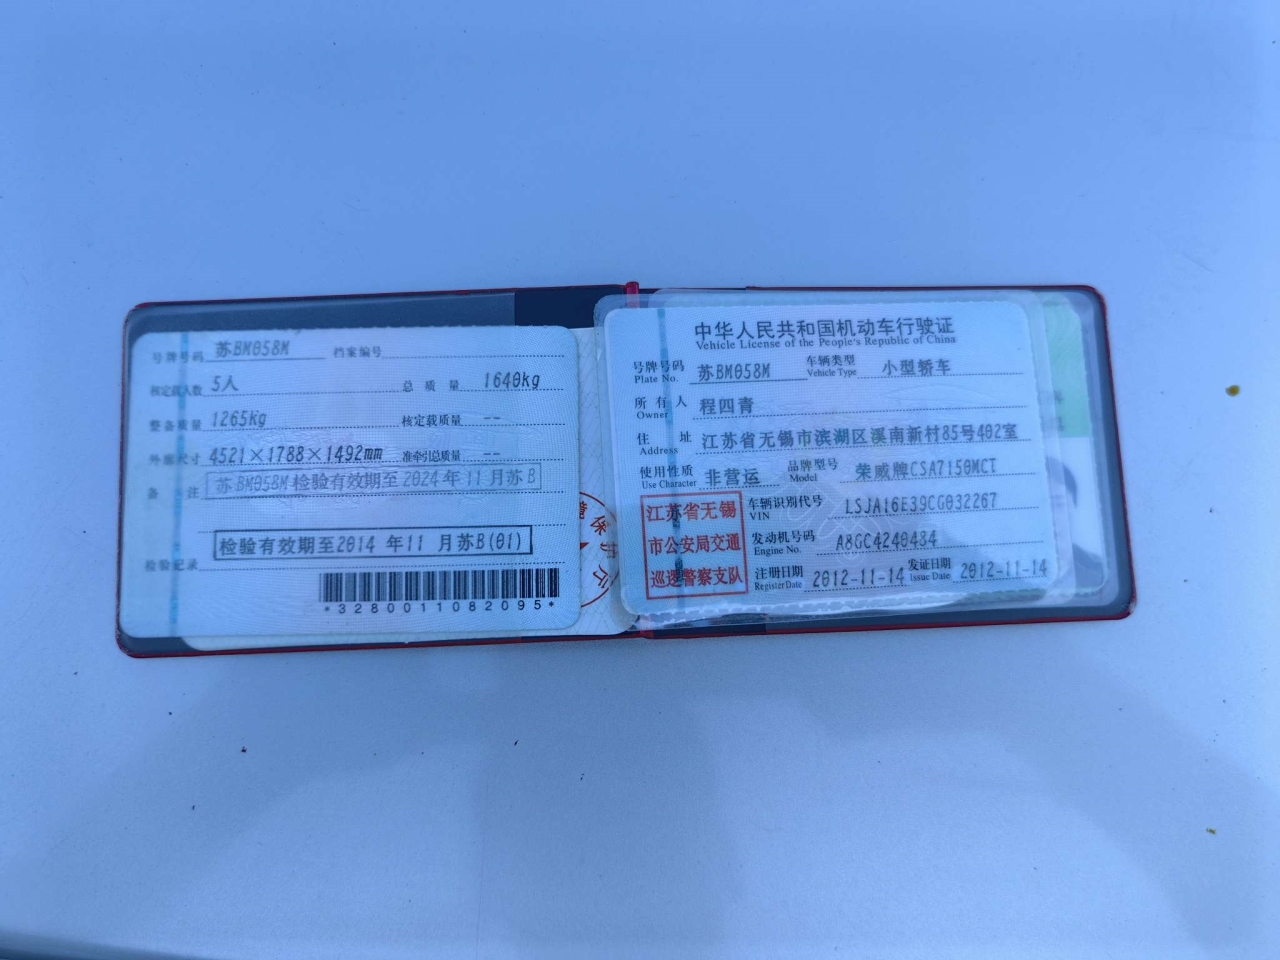 号牌号码 苏BM058M 档案编号
核定载人数 5人 总质量 1640kg
整备质量 1265kg 核定载质量 --
外廓尺寸 4521×1788×1492mm 准牵引总质量 --
备注 苏BM058M 检验有效期至2024年11月苏B
检验有效期至2014 年11 月苏B(01)
检验记录
*3280011082095*
中华人民共和国机动车行驶证
Vehicle License of the People's Republic of China
号牌号码 苏BM058M 车辆类型 小型轿车
Plate No. Vehicle Type
所有人 程四青
Owner
住址 江苏省无锡市滨湖区溪南新村85号402室
Address
使用性质 非营运 品牌型号 荣威牌CSA7150MCT
Use Character Model
江苏省无锡
市公安局交通
巡逻警察支队
车辆识别代号 LSJA16E39CG032267
VIN
发动机号码 A8GC4240434
Engine No.
注册日期 2012-11-14 发证日期 2012-11-14
Register Date Issue Date